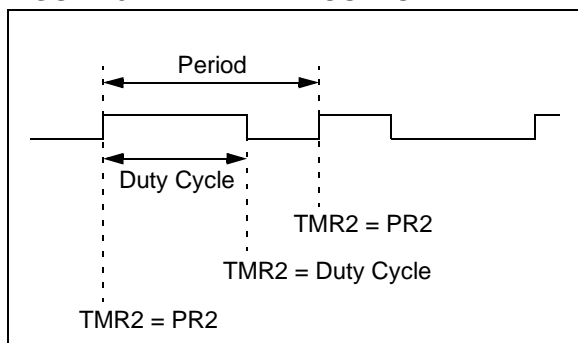 Period
Duty Cycle
TMR2 = PR2
TMR2 = Duty Cycle
TMR2 = PR2